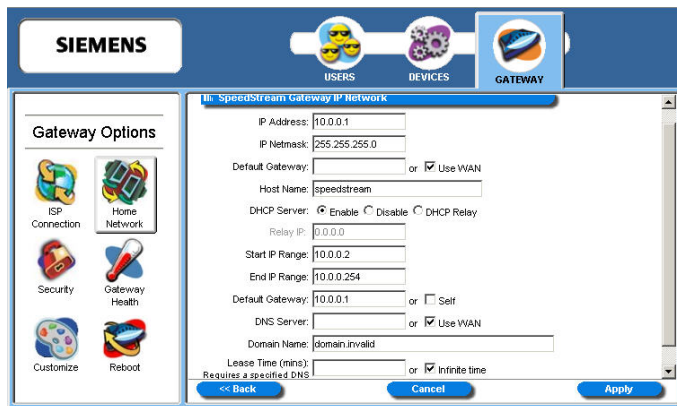 SIEMENS
USERS
DEVICES
GATEWAY
Gateway Options
ISP Connection
Home Network
Security
Gateway Health
Customize
Reboot
SpeedStream Gateway IP Network
IP Address: 10.0.0.1
IP Netmask: 255.255.255.0
Default Gateway: or Use WAN
Host Name: speedstream
DHCP Server: Enable Disable DHCP Relay
Relay IP: 0.0.0.0
Start IP Range: 10.0.0.2
End IP Range: 10.0.0.254
Default Gateway: 10.0.0.1 or Self
DNS Server: or Use WAN
Domain Name: domain.invalid
Lease Time (mins): or Infinite time
Requires a specified DNS
<< Back
Cancel
Apply